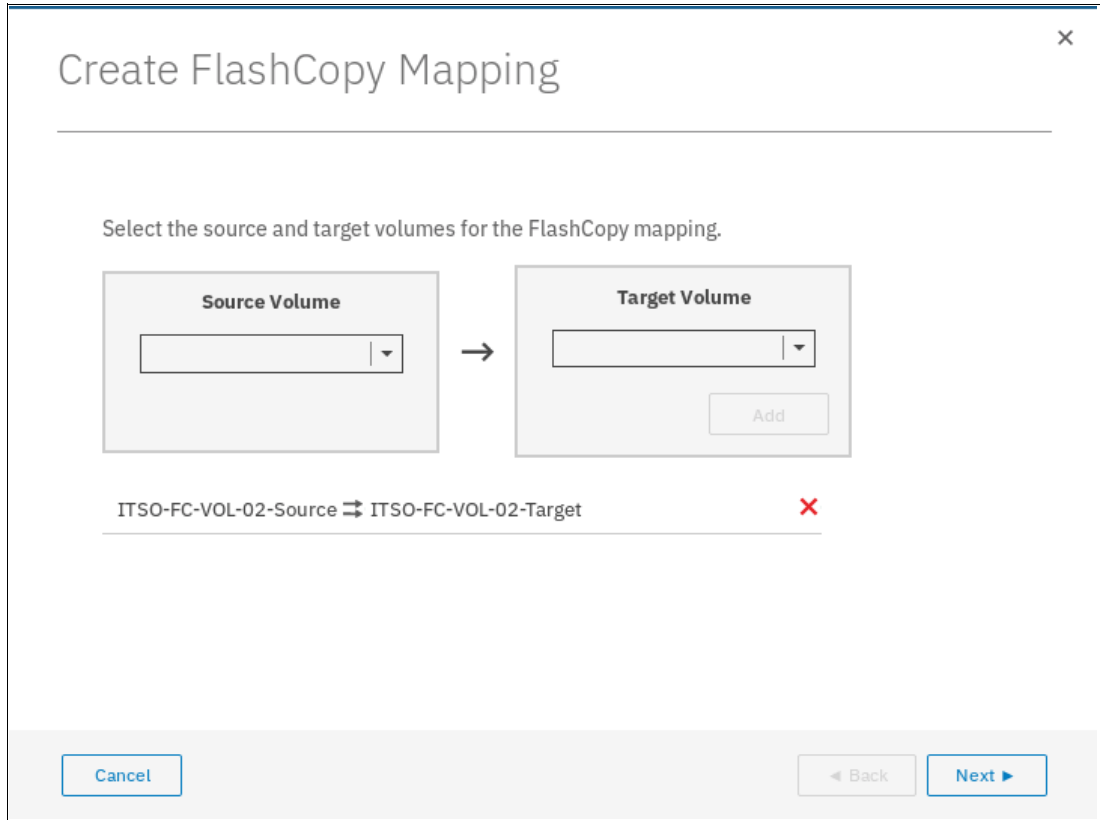 Create FlashCopy Mapping
Select the source and target volumes for the FlashCopy mapping.
Source Volume
Target Volume
Add
ITSO-FC-VOL-02-Source ⇉ ITSO-FC-VOL-02-Target
Cancel
Back
Next